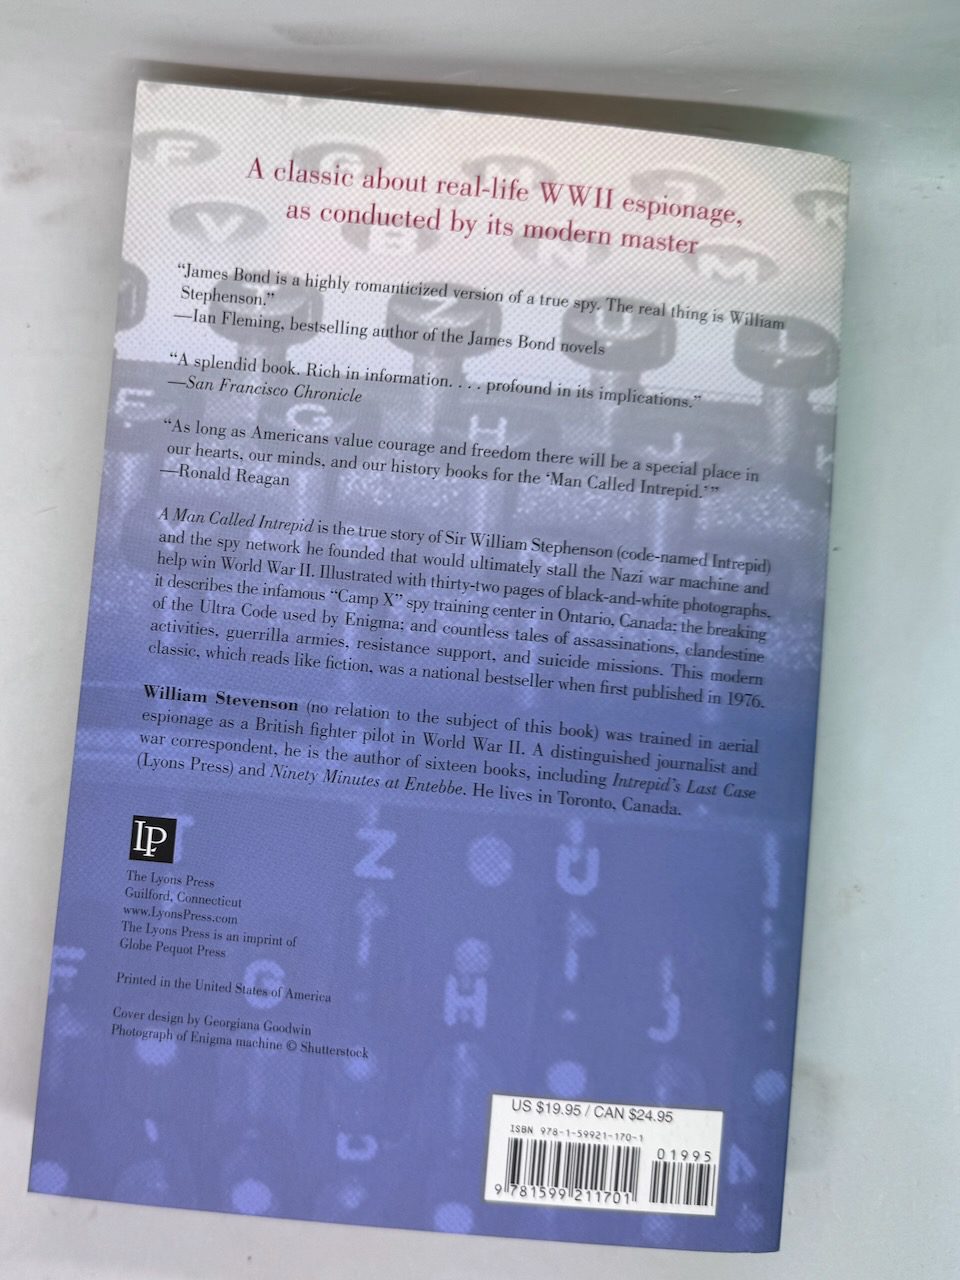 A classic about real-life WWII espionage,
as conducted by its modern master
“James Bond is a highly romanticized version of a true spy. The real thing is William
Stephenson.”
—Ian Fleming, bestselling author of the James Bond novels
“A splendid book. Rich in information. . . . profound in its implications.”
—San Francisco Chronicle
“As long as Americans value courage and freedom there will be a special place in
our hearts, our minds, and our history books for the ‘Man Called Intrepid.’”
—Ronald Reagan
A Man Called Intrepid is the true story of Sir William Stephenson (code-named Intrepid)
and the spy network he founded that would ultimately stall the Nazi war machine and
help win World War II. Illustrated with thirty-two pages of black-and-white photographs,
it describes the infamous “Camp X” spy training center in Ontario, Canada; the breaking
of the Ultra Code used by Enigma; and countless tales of assassinations, clandestine
activities, guerrilla armies, resistance support, and suicide missions. This modern
classic, which reads like fiction, was a national bestseller when first published in 1976.
William Stevenson (no relation to the subject of this book) was trained in aerial
espionage as a British fighter pilot in World War II. A distinguished journalist and
war correspondent, he is the author of sixteen books, including Intrepid’s Last Case
(Lyons Press) and Ninety Minutes at Entebbe. He lives in Toronto, Canada.
LP
The Lyons Press
Guilford, Connecticut
www.LyonsPress.com
The Lyons Press is an imprint of
Globe Pequot Press
Printed in the United States of America
Cover design by Georgiana Goodwin
Photograph of Enigma machine © Shutterstock
US $19.95 / CAN $24.95
ISBN 978-1-59921-170-1
01995
9 781599 211701